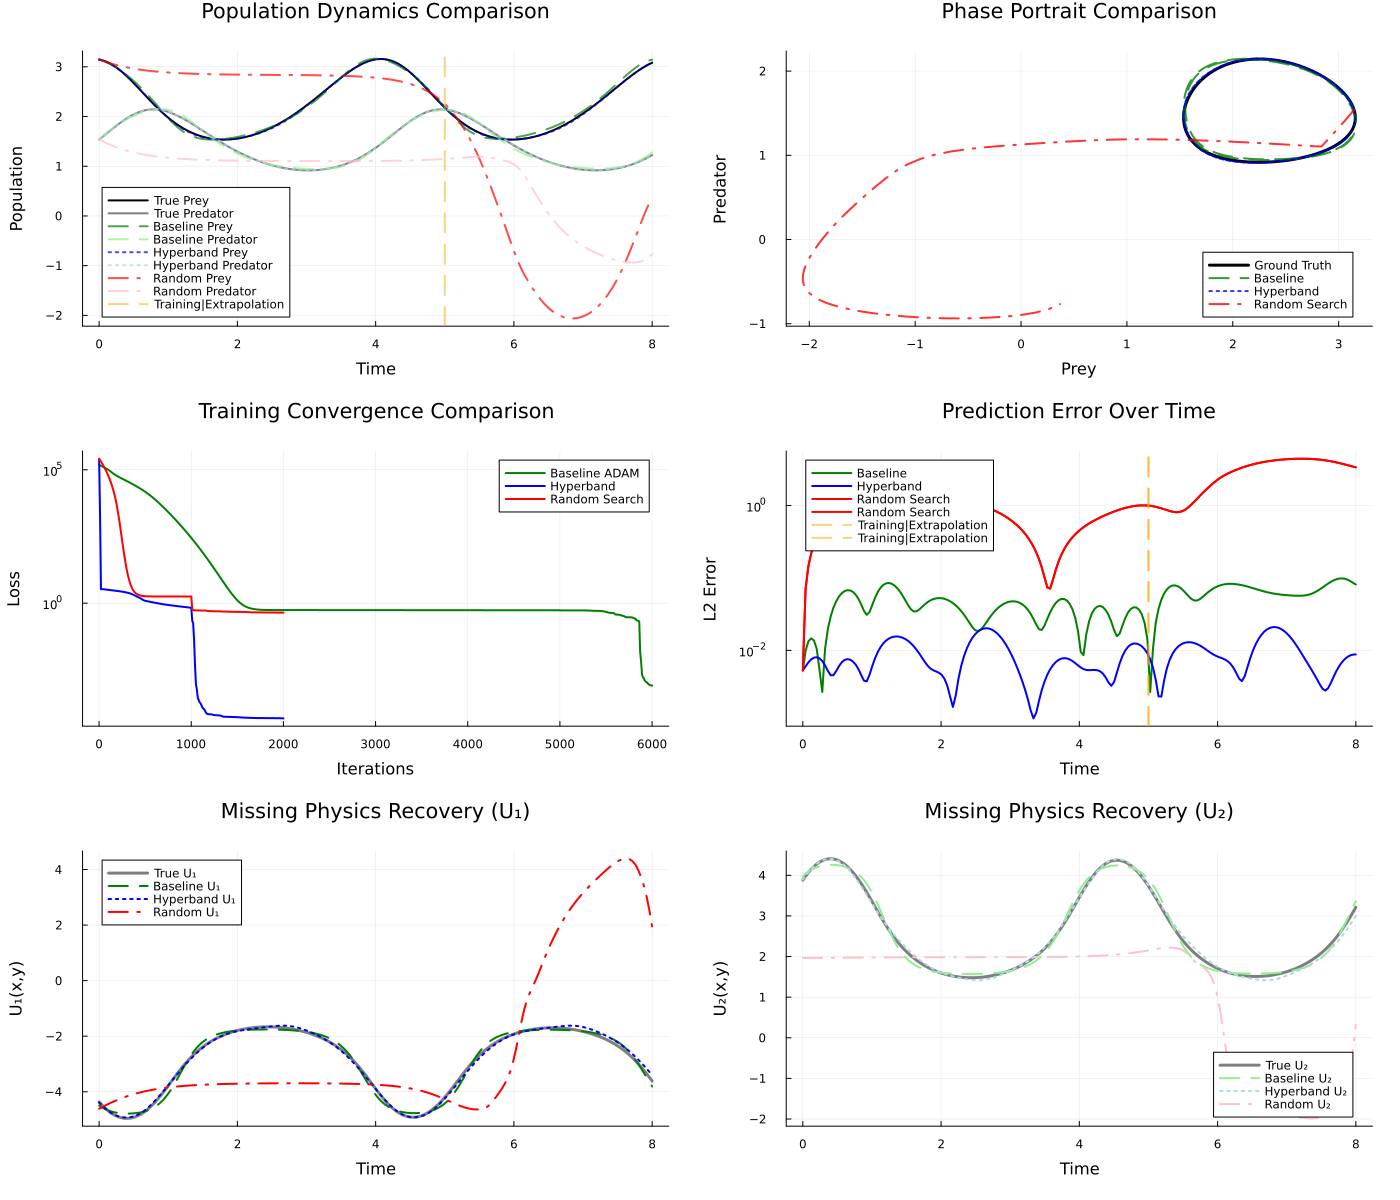 Population Dynamics Comparison
Population
3
2
1
0
−1
−2
True Prey
True Predator
Baseline Prey
Baseline Predator
Hyperband Prey
Hyperband Predator
Random Prey
Random Predator
Training|Extrapolation
0 2 4 6 8
Time
Phase Portrait Comparison
Predator
2
1
0
−1
Ground Truth
Baseline
Hyperband
Random Search
−2 −1 0 1 2 3
Prey
Training Convergence Comparison
Loss
10⁵
10⁰
Baseline ADAM
Hyperband
Random Search
0 1000 2000 3000 4000 5000 6000
Iterations
Prediction Error Over Time
L2 Error
10⁰
10⁻²
Baseline
Hyperband
Random Search
Random Search
Training|Extrapolation
Training|Extrapolation
0 2 4 6 8
Time
Missing Physics Recovery (U₁)
U₁(x,y)
4
2
0
−2
−4
True U₁
Baseline U₁
Hyperband U₁
Random U₁
0 2 4 6 8
Time
Missing Physics Recovery (U₂)
U₂(x,y)
4
3
2
1
0
−1
−2
True U₂
Baseline U₂
Hyperband U₂
Random U₂
0 2 4 6 8
Time